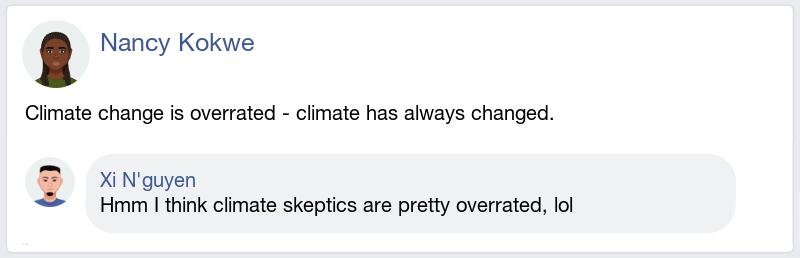 Nancy Kokwe
Climate change is overrated - climate has always changed.
Xi N'guyen
Hmm I think climate skeptics are pretty overrated, lol